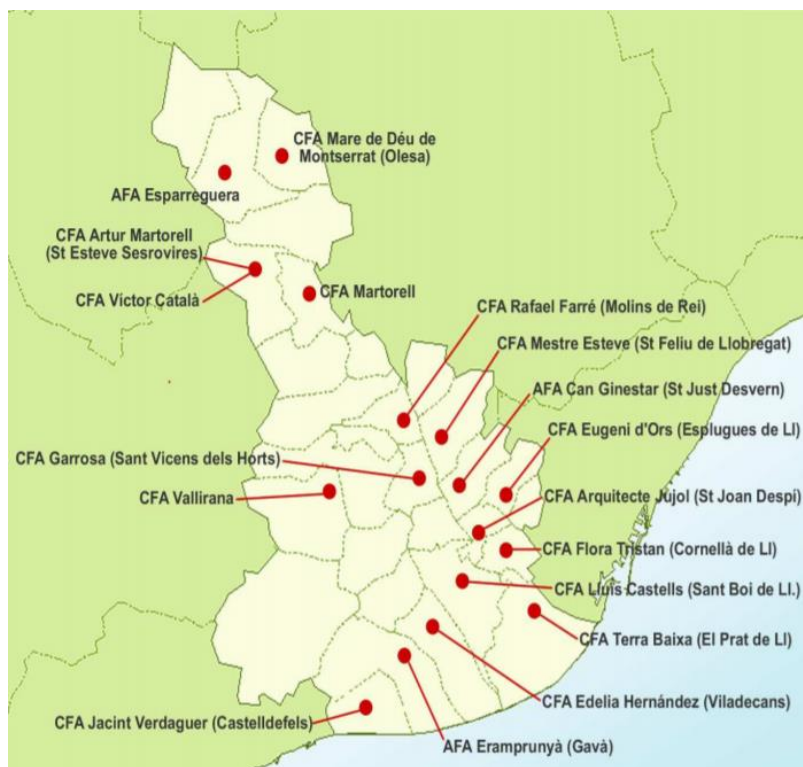 CFA Mare de Déu de
Montserrat (Olesa)
AFA Esparreguera
CFA Artur Martorell
(St Esteve Sesrovires)
CFA Victor Català
CFA Martorell
CFA Rafael Farré (Molins de Rei)
CFA Mestre Esteve (St Feliu de Llobregat)
AFA Can Ginestar (St Just Desvern)
CFA Eugeni d'Ors (Esplugues de Ll)
CFA Garrosa (Sant Vicens dels Horts)
CFA Vallirana
CFA Arquitecte Jujol (St Joan Despí)
CFA Flora Tristan (Cornellà de Ll)
CFA Lluís Castells (Sant Boi de Ll.)
CFA Terra Baixa (El Prat de Ll)
CFA Edelia Hernández (Viladecans)
CFA Jacint Verdaguer (Castelldefels)
AFA Eramprunyà (Gavà)